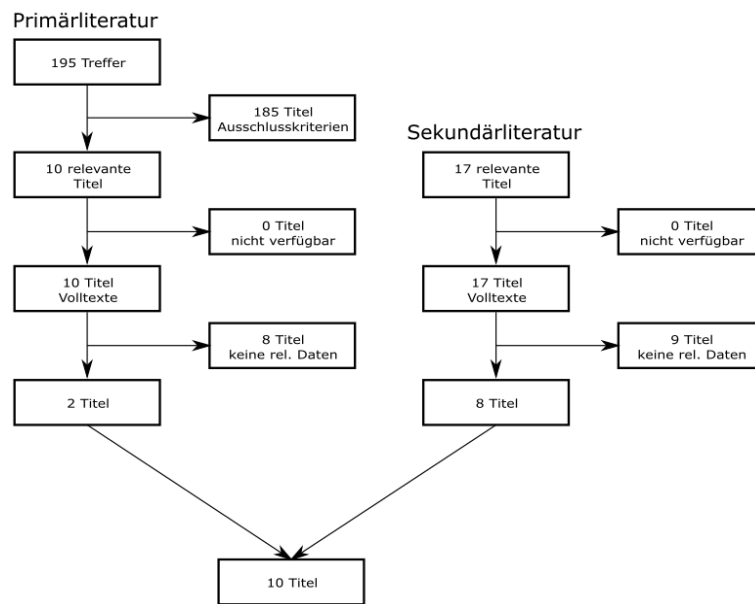 Primärliteratur
195 Treffer
185 Titel
Ausschlusskriterien
10 relevante
Titel
0 Titel
nicht verfügbar
10 Titel
Volltexte
8 Titel
keine rel. Daten
2 Titel
Sekundärliteratur
17 relevante
Titel
0 Titel
nicht verfügbar
17 Titel
Volltexte
9 Titel
keine rel. Daten
8 Titel
10 Titel